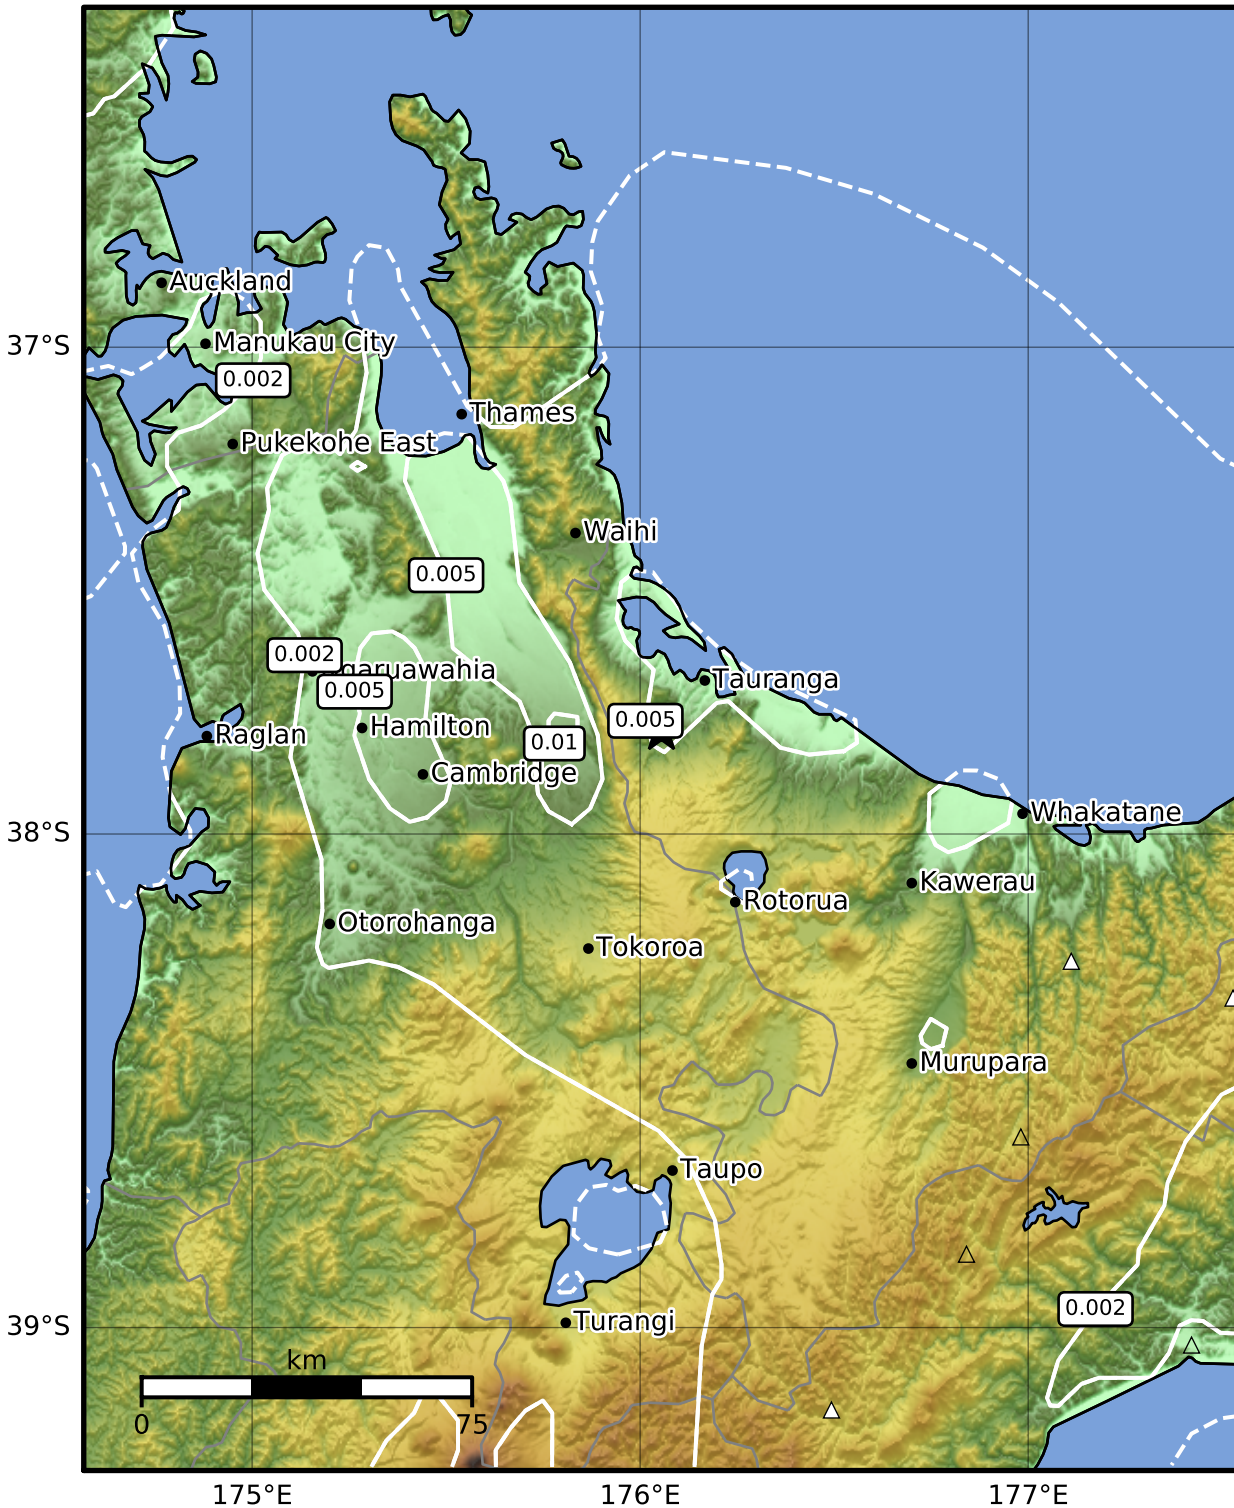 Auckland
37°S
Manukau City
0.002
Thames
Pukekohe East
Waihi
0.005
0.002
garuawahia
0.005
Tauranga
Raglan
Hamilton
0.005
0.01
Cambridge
38°S
Whakatane
Kawerau
Rotorua
Otorohanga
Tokoroa
Murupara
Taupo
0.002
39°S
Turangi
km
0
75
175°E
176°E
177°E